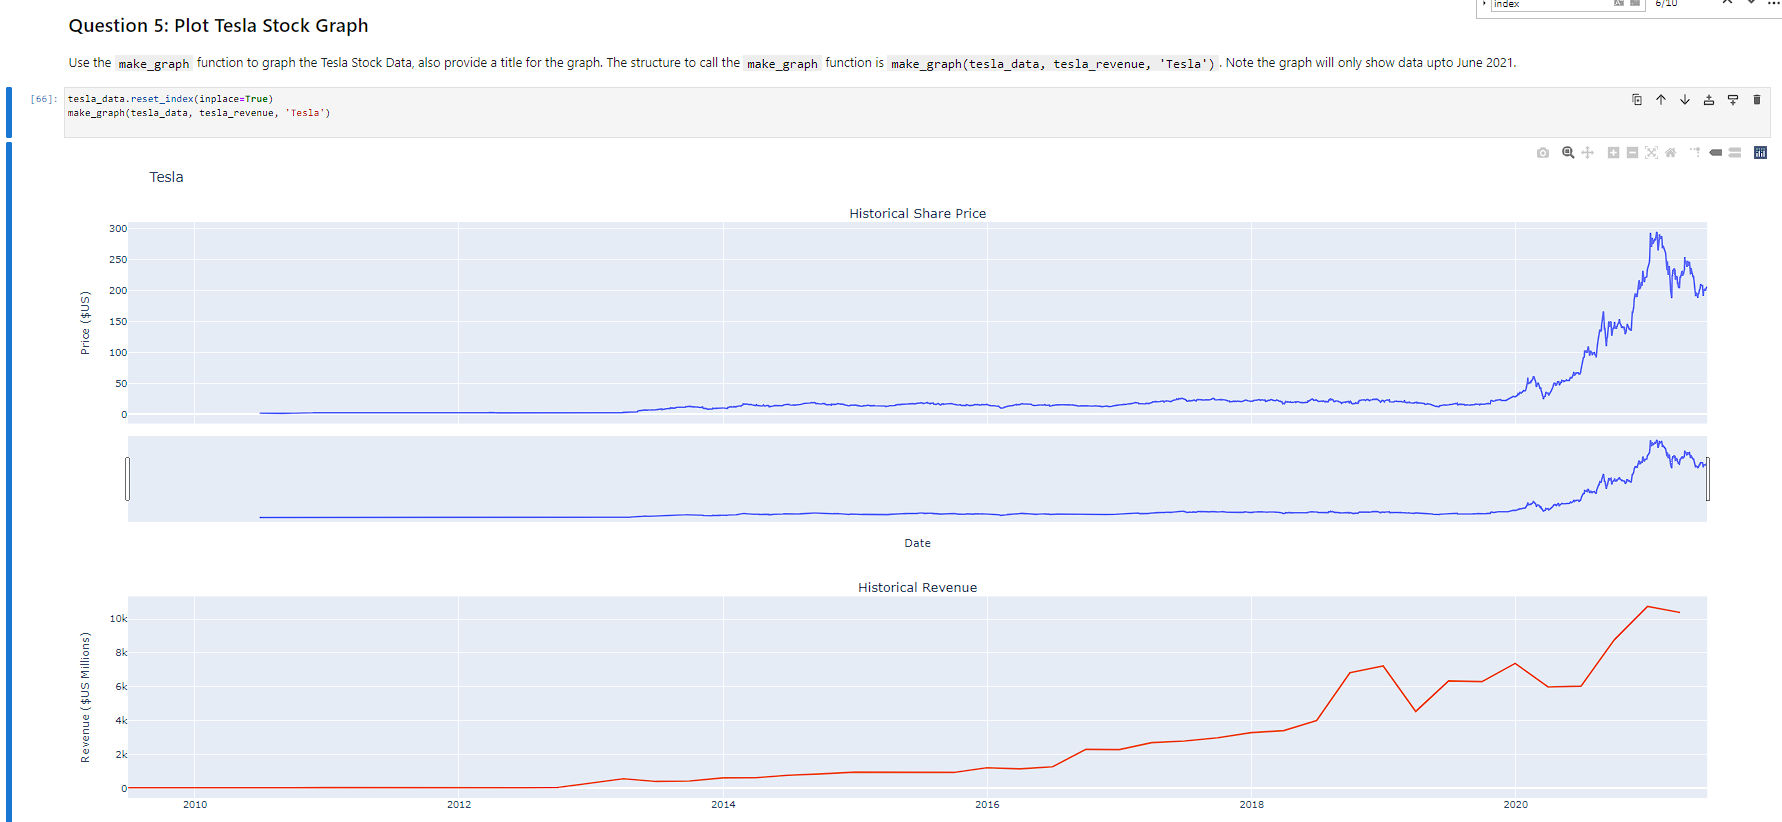 index
6/10
Question 5: Plot Tesla Stock Graph
Use the make_graph function to graph the Tesla Stock Data, also provide a title for the graph. The structure to call the make_graph function is make_graph(tesla_data, tesla_revenue, 'Tesla') . Note the graph will only show data upto June 2021.
[66]:
tesla_data.reset_index(inplace=True)
make_graph(tesla_data, tesla_revenue, 'Tesla')
Tesla
Historical Share Price
300
250
200
150
100
50
0
Price ($US)
Date
Historical Revenue
10k
8k
6k
4k
2k
0
Revenue ($US Millions)
2010 2012 2014 2016 2018 2020